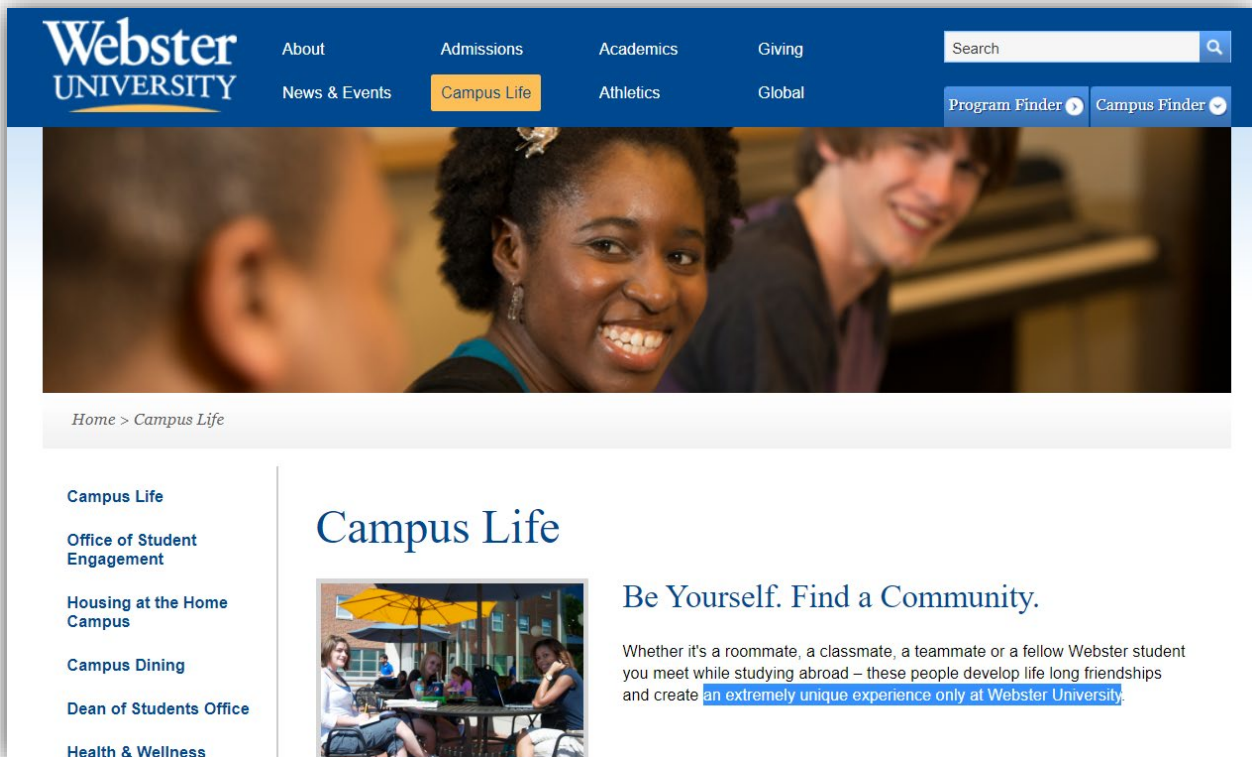 Webster
UNIVERSITY
About
Admissions
Academics
Giving
News & Events
Campus Life
Athletics
Global
Search
Program Finder
Campus Finder
Home > Campus Life
Campus Life
Office of Student
Engagement
Housing at the Home
Campus
Campus Dining
Dean of Students Office
Health & Wellness
Campus Life
Be Yourself. Find a Community.
Whether it's a roommate, a classmate, a teammate or a fellow Webster student
you meet while studying abroad – these people develop life long friendships
and create an extremely unique experience only at Webster University.